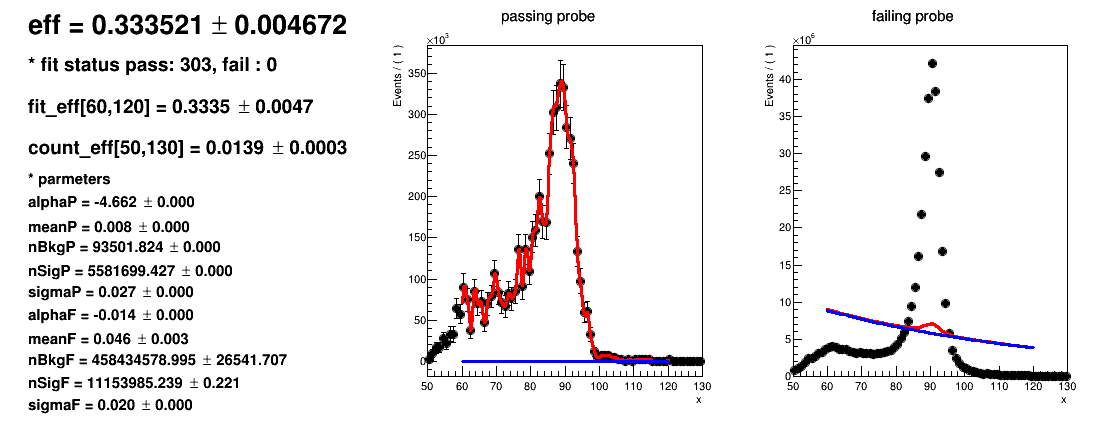 eff = 0.333521 ± 0.004672
* fit status pass: 303, fail : 0
fit_eff[60,120] = 0.3335 ± 0.0047
count_eff[50,130] = 0.0139 ± 0.0003
* parmeters
alphaP = -4.662 ± 0.000
meanP = 0.008 ± 0.000
nBkgP = 93501.824 ± 0.000
nSigP = 5581699.427 ± 0.000
sigmaP = 0.027 ± 0.000
alphaF = -0.014 ± 0.000
meanF = 0.046 ± 0.003
nBkgF = 458434578.995 ± 26541.707
nSigF = 11153985.239 ± 0.221
sigmaF = 0.020 ± 0.000
passing probe
×10³
Events / ( 1 )
350
300
250
200
150
100
50
0
50 60 70 80 90 100 110 120 130
x
failing probe
×10⁶
Events / ( 1 )
40
35
30
25
20
15
10
5
0
50 60 70 80 90 100 110 120 130
x